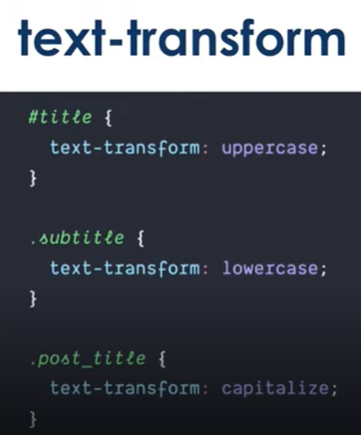 text-transform
#title {
text-transform: uppercase;
}
.subtitle {
text-transform: lowercase;
}
.post_title {
text-transform: capitalize;
}